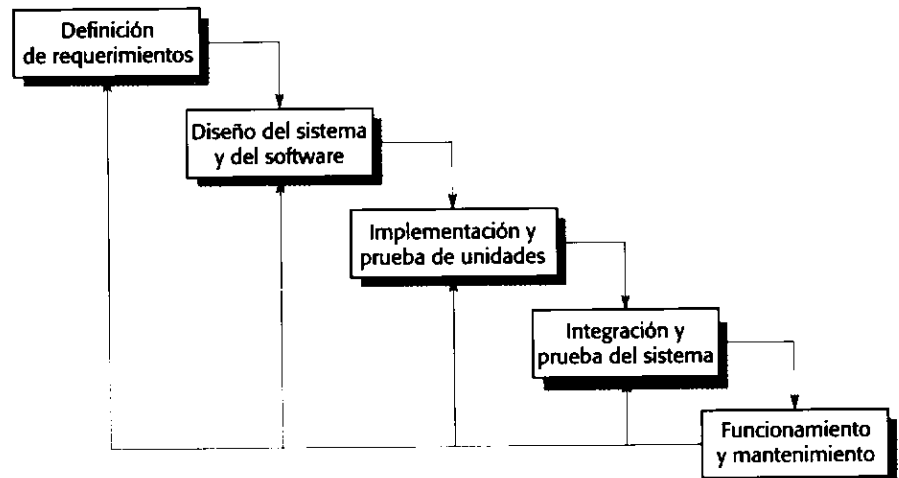 Definición
de requerimientos
Diseño del sistema
y del software
Implementación y
prueba de unidades
Integración y
prueba del sistema
Funcionamiento
y mantenimiento